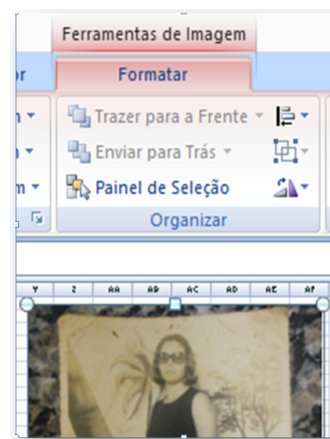 Ferramentas de Imagem
or
Formatar
Trazer para a Frente
Enviar para Trás
m
Painel de Seleção
Organizar
Y Z AA AB AC AD AE AF